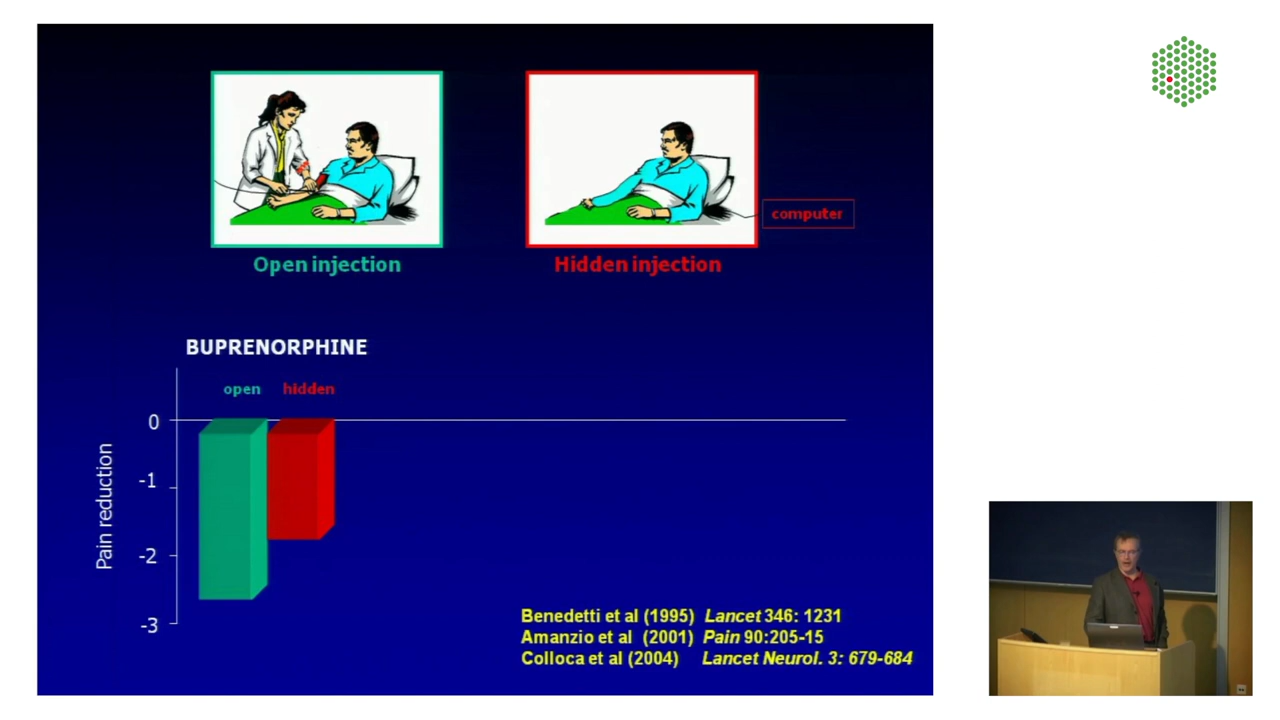 computer
Open injection
Hidden injection
BUPRENORPHINE
open hidden
0
-1
-2
-3
Pain reduction
Benedetti et al (1995) Lancet 346: 1231
Amanzio et al (2001) Pain 90:205-15
Colloca et al (2004) Lancet Neurol. 3: 679-684